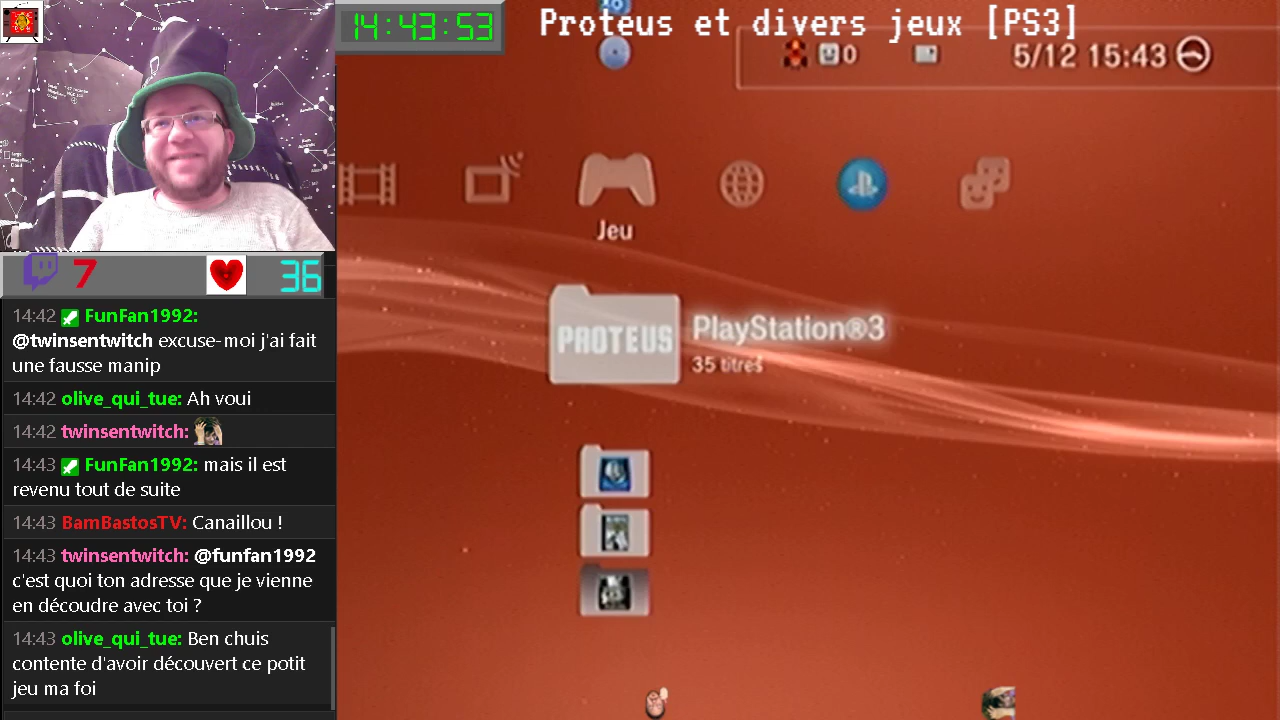 14:43:53
Proteus et divers jeux [PS3]
0
5/12 15:43
Jeu
PROTEUS
PlayStation®3
35 titres
7
36
14:42 FunFan1992:
@twinsentwitch excuse-moi j'ai fait
une fausse manip
14:42 olive_qui_tue: Ah voui
14:42 twinsentwitch:
14:43 FunFan1992: mais il est
revenu tout de suite
14:43 BamBastosTV: Canaillou !
14:43 twinsentwitch: @funfan1992
c'est quoi ton adresse que je vienne
en découdre avec toi ?
14:43 olive_qui_tue: Ben chuis
contente d'avoir découvert ce potit
jeu ma foi